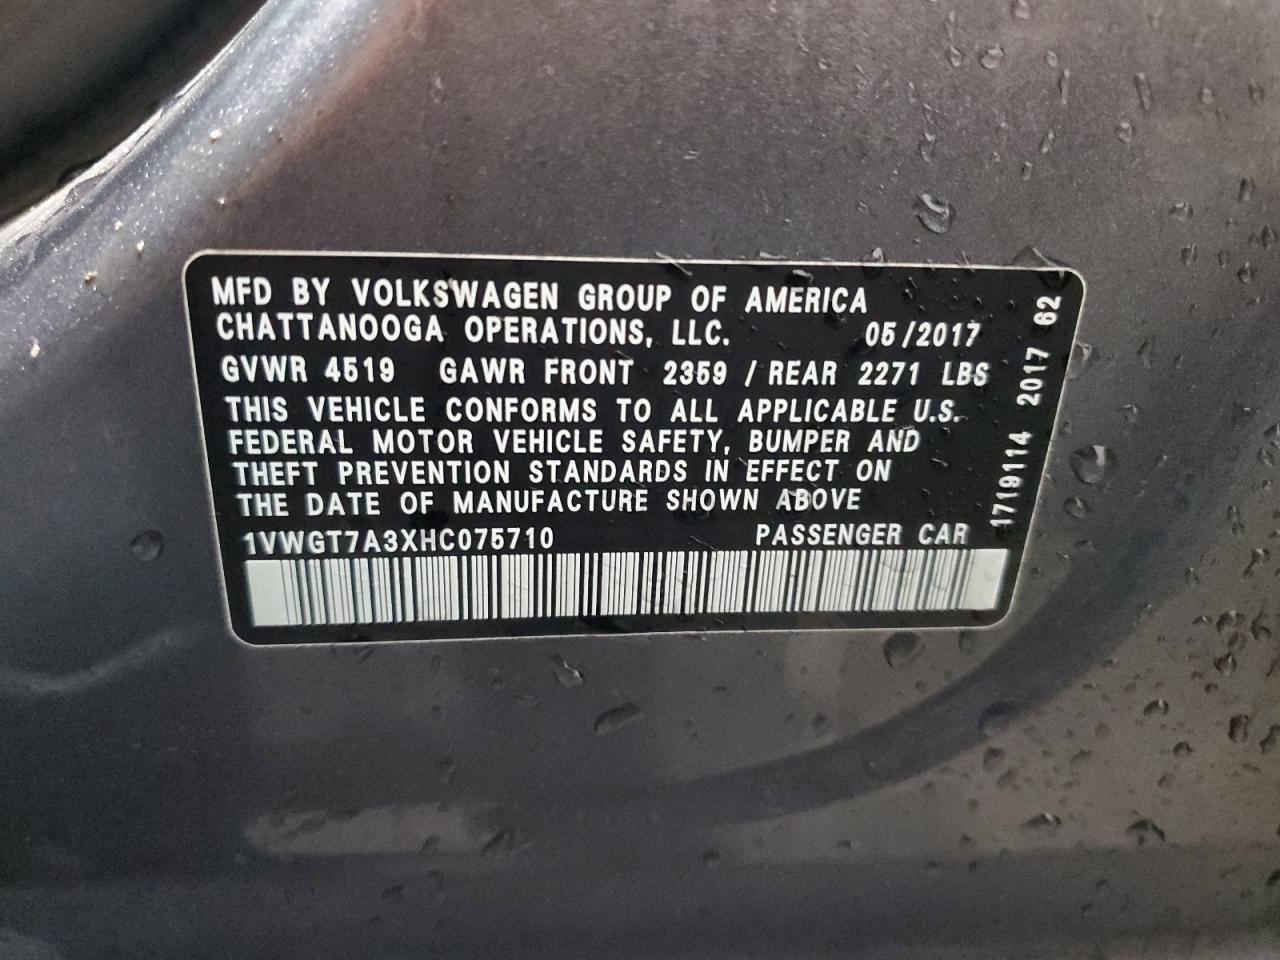 MFD BY VOLKSWAGEN GROUP OF AMERICA
CHATTANOOGA OPERATIONS, LLC. 05/2017
GVWR 4519 GAWR FRONT 2359 / REAR 2271 LBS
THIS VEHICLE CONFORMS TO ALL APPLICABLE U.S.
FEDERAL MOTOR VEHICLE SAFETY, BUMPER AND
THEFT PREVENTION STANDARDS IN EFFECT ON
THE DATE OF MANUFACTURE SHOWN ABOVE
1VWGT7A3XHC075710 PASSENGER CAR
1719114 2017 62